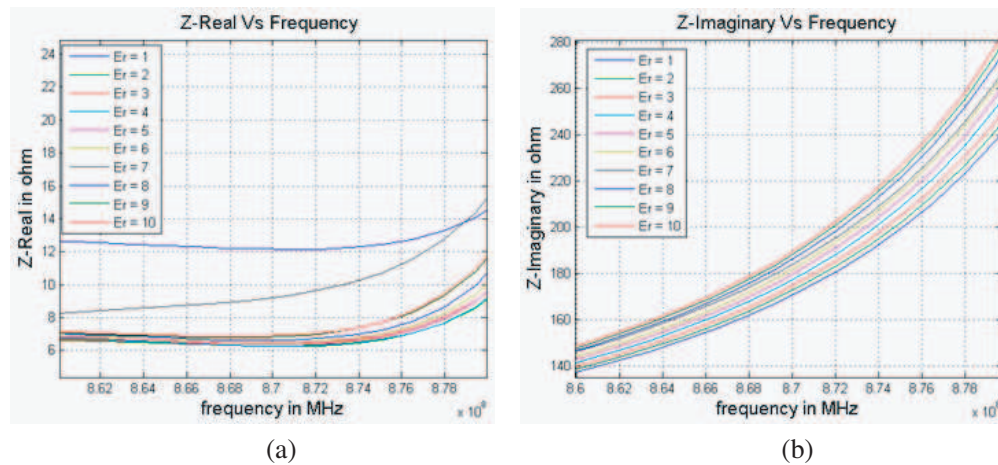 Z-Real Vs Frequency
24
22
20
18
16
14
12
10
8
6
Er = 1
Er = 2
Er = 3
Er = 4
Er = 5
Er = 6
Er = 7
Er = 8
Er = 9
Er = 10
Z-Real in ohm
8.62 8.64 8.66 8.68 8.7 8.72 8.74 8.76 8.78
frequency in MHz
(a)
Z-Imaginary Vs Frequency
280
260
240
220
200
180
160
140
Er = 1
Er = 2
Er = 3
Er = 4
Er = 5
Er = 6
Er = 7
Er = 8
Er = 9
Er = 10
Z-Imaginary in ohm
8.6 8.62 8.64 8.66 8.68 8.7 8.72 8.74 8.76 8.78
frequency in MHz
(b)